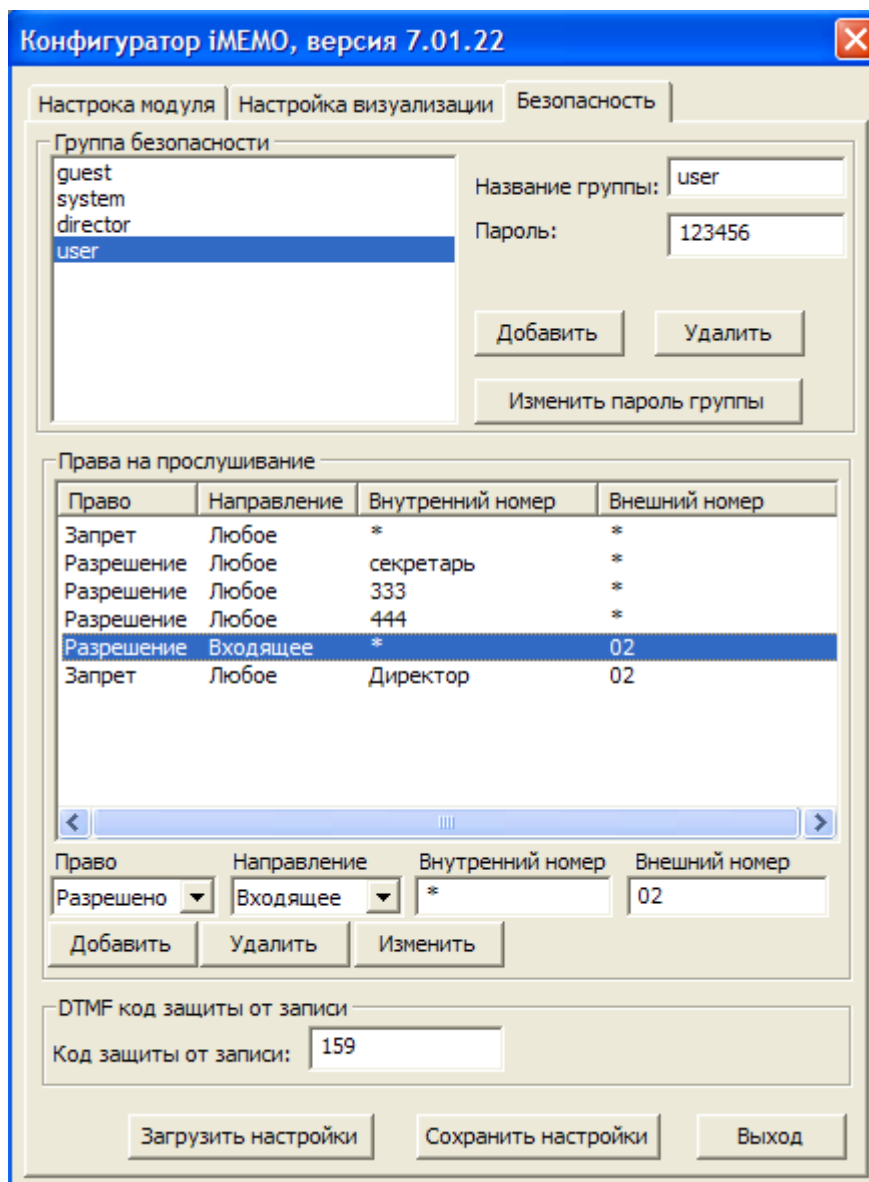 Конфигуратор iMEMO, версия 7.01.22
Настрока модуля Настройка визуализации Безопасность
Группа безопасности
guest
system
director
user
Название группы: user
Пароль: 123456
Добавить Удалить
Изменить пароль группы
Права на прослушивание
Право Направление Внутренний номер Внешний номер
Запрет Любое * *
Разрешение Любое секретарь *
Разрешение Любое 333 *
Разрешение Любое 444 *
Разрешение Входящее * 02
Запрет Любое Директор 02
Право Направление Внутренний номер Внешний номер
Разрешено Входящее * 02
Добавить Удалить Изменить
DTMF код защиты от записи
Код защиты от записи: 159
Загрузить настройки Сохранить настройки Выход